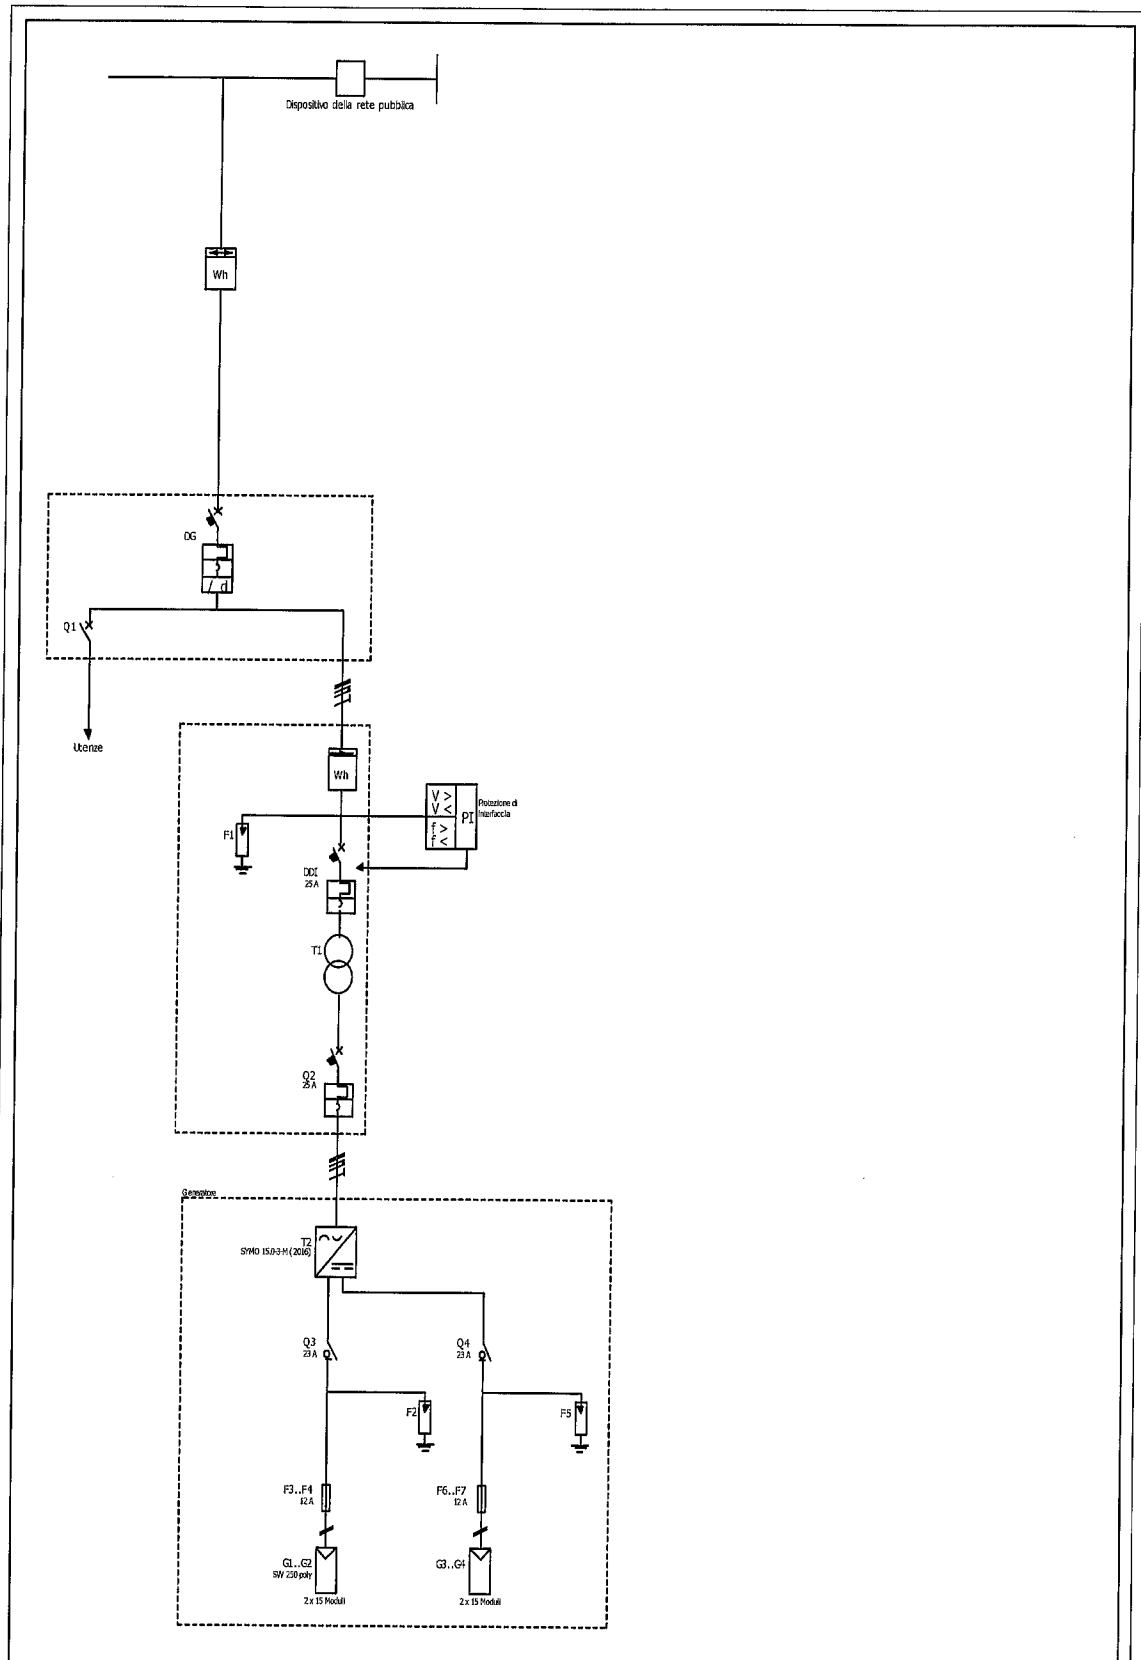 Dispositivo della rete pubblica
Wh
DG
/ d
Q1
Utenze
Wh
V >
V <
f >
f <
PI
Protezione di
Interfaccia
F1
DDI
25 A
T1
Q2
25 A
Generatore
T2
SYMO 15.0-3-M (2016)
Q3
23 A
Q4
23 A
F2
F5
F3..F4
12 A
F6..F7
12 A
G1..G2
SW 250 poly
G3..G4
2 x 15 Moduli
2 x 15 Moduli